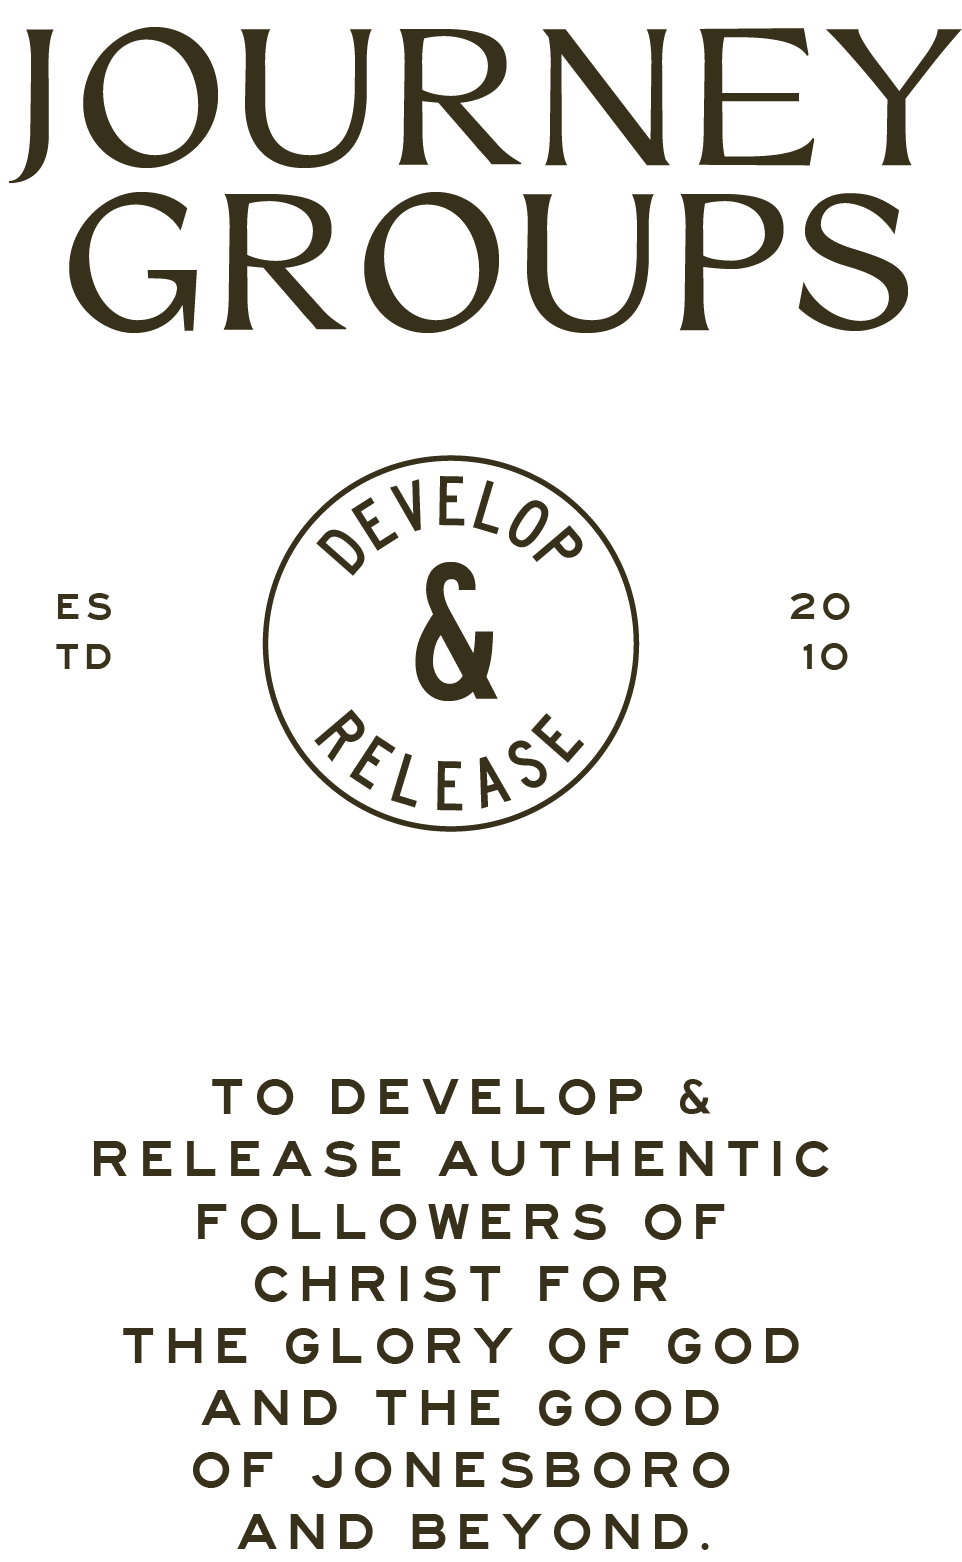 JOURNEY
GROUPS
DEVELOP
&
RELEASE
ES
TD
20
10
TO DEVELOP &
RELEASE AUTHENTIC
FOLLOWERS OF
CHRIST FOR
THE GLORY OF GOD
AND THE GOOD
OF JONESBORO
AND BEYOND.